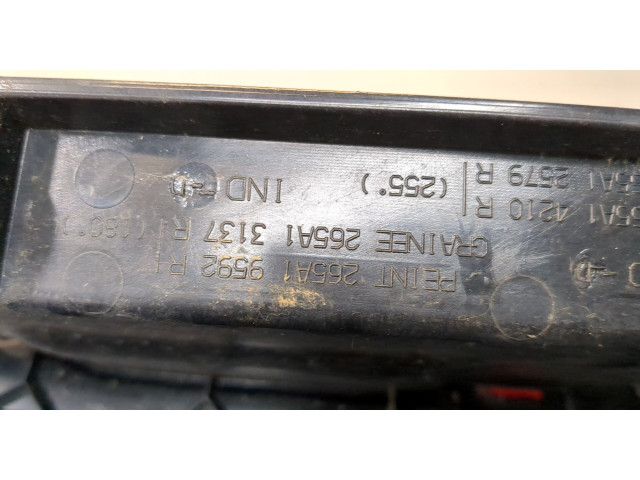 PEINT 265A1 9592 R
GRAINEE 265A1 3137 R
4210 R (255°) IND D
2579 R